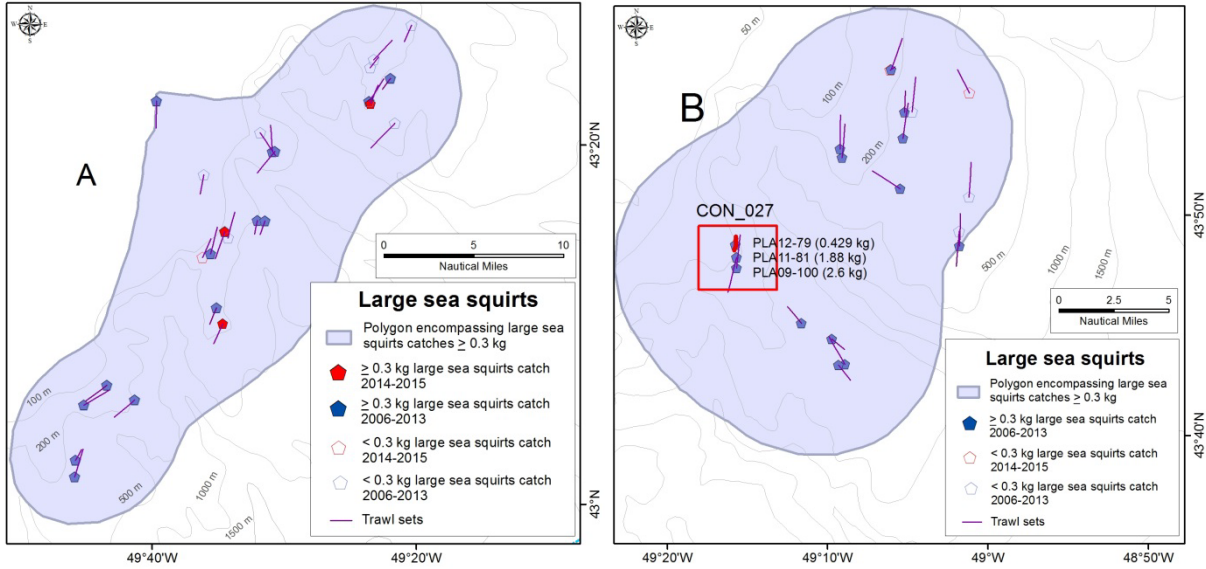 N
W E
S
A
100 m
200 m
500 m
1000 m
1500 m
0 5 10
Nautical Miles
Large sea squirts
Polygon encompassing large sea
squirts catches ≥ 0.3 kg
≥ 0.3 kg large sea squirts catch
2014-2015
≥ 0.3 kg large sea squirts catch
2006-2013
< 0.3 kg large sea squirts catch
2014-2015
< 0.3 kg large sea squirts catch
2006-2013
Trawl sets
43°20'N
43°N
49°40'W
49°20'W
N
W E
S
B
50 m
100 m
200 m
500 m
1000 m
1500 m
CON_027
PLA12-79 (0.429 kg)
PLA11-81 (1.88 kg)
PLA09-100 (2.6 kg)
0 2.5 5
Nautical Miles
Large sea squirts
Polygon encompassing large sea
squirts catches ≥ 0.3 kg
≥ 0.3 kg large sea squirts catch
2006-2013
< 0.3 kg large sea squirts catch
2014-2015
< 0.3 kg large sea squirts catch
2006-2013
Trawl sets
43°50'N
43°40'N
49°20'W
49°10'W
49°W
48°50'W